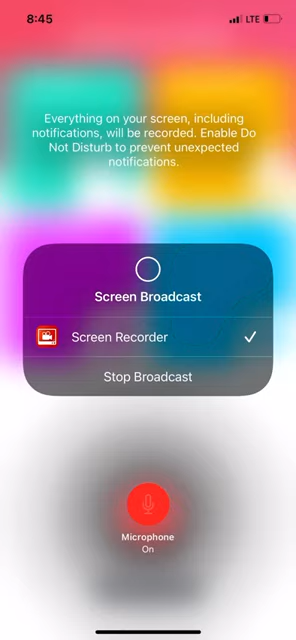 8:45
LTE
Everything on your screen, including
notifications, will be recorded. Enable Do
Not Disturb to prevent unexpected
notifications.
Screen Broadcast
Screen Recorder
Stop Broadcast
Microphone
On